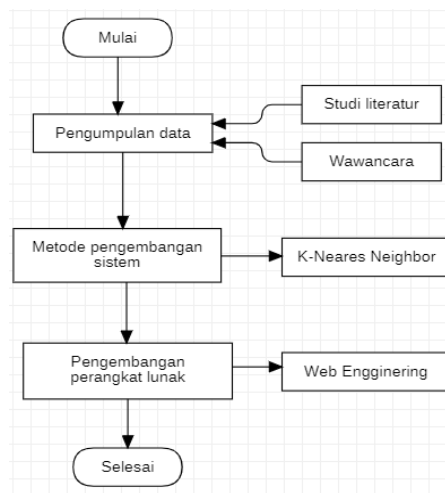 Mulai
Studi literatur
Pengumpulan data
Wawancara
Metode pengembangan
sistem
K-Neares Neighbor
Pengembangan
perangkat lunak
Web Engginering
Selesai